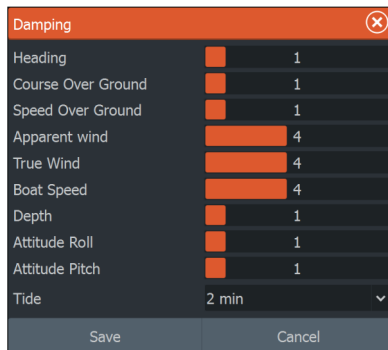 Damping
Heading 1
Course Over Ground 1
Speed Over Ground 1
Apparent wind 4
True Wind 4
Boat Speed 4
Depth 1
Attitude Roll 1
Attitude Pitch 1
Tide 2 min
Save Cancel